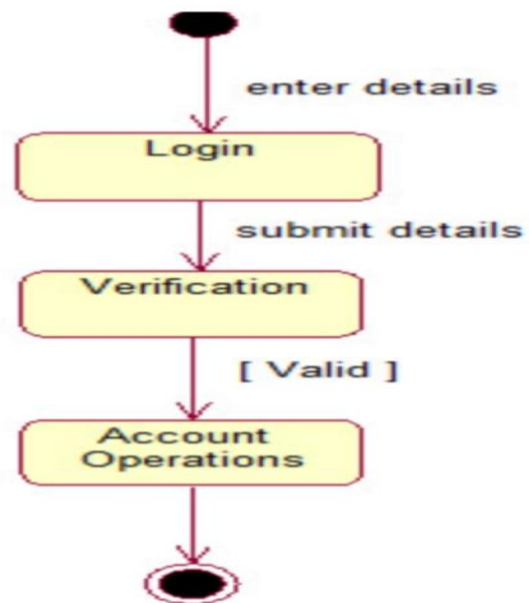 enter details
Login
submit details
Verification
[ Valid ]
Account
Operations